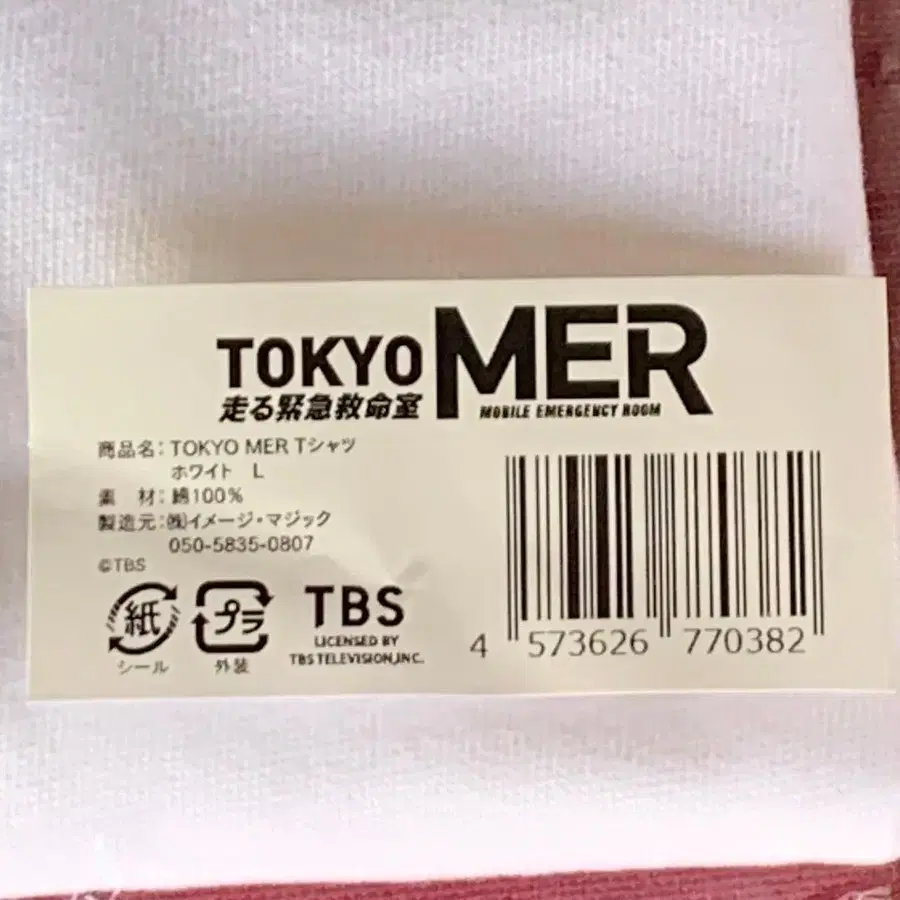 TOKYO MER
走る緊急救命室 MOBILE EMERGENCY ROOM
商品名：TOKYO MER Tシャツ
ホワイト L
素 材：綿100%
製造元：㈱イメージ・マジック
050-5835-0807
©TBS
紙 プラ TBS
シール 外装 LICENSED BY
TBS TELEVISION,INC.
4 573626 770382